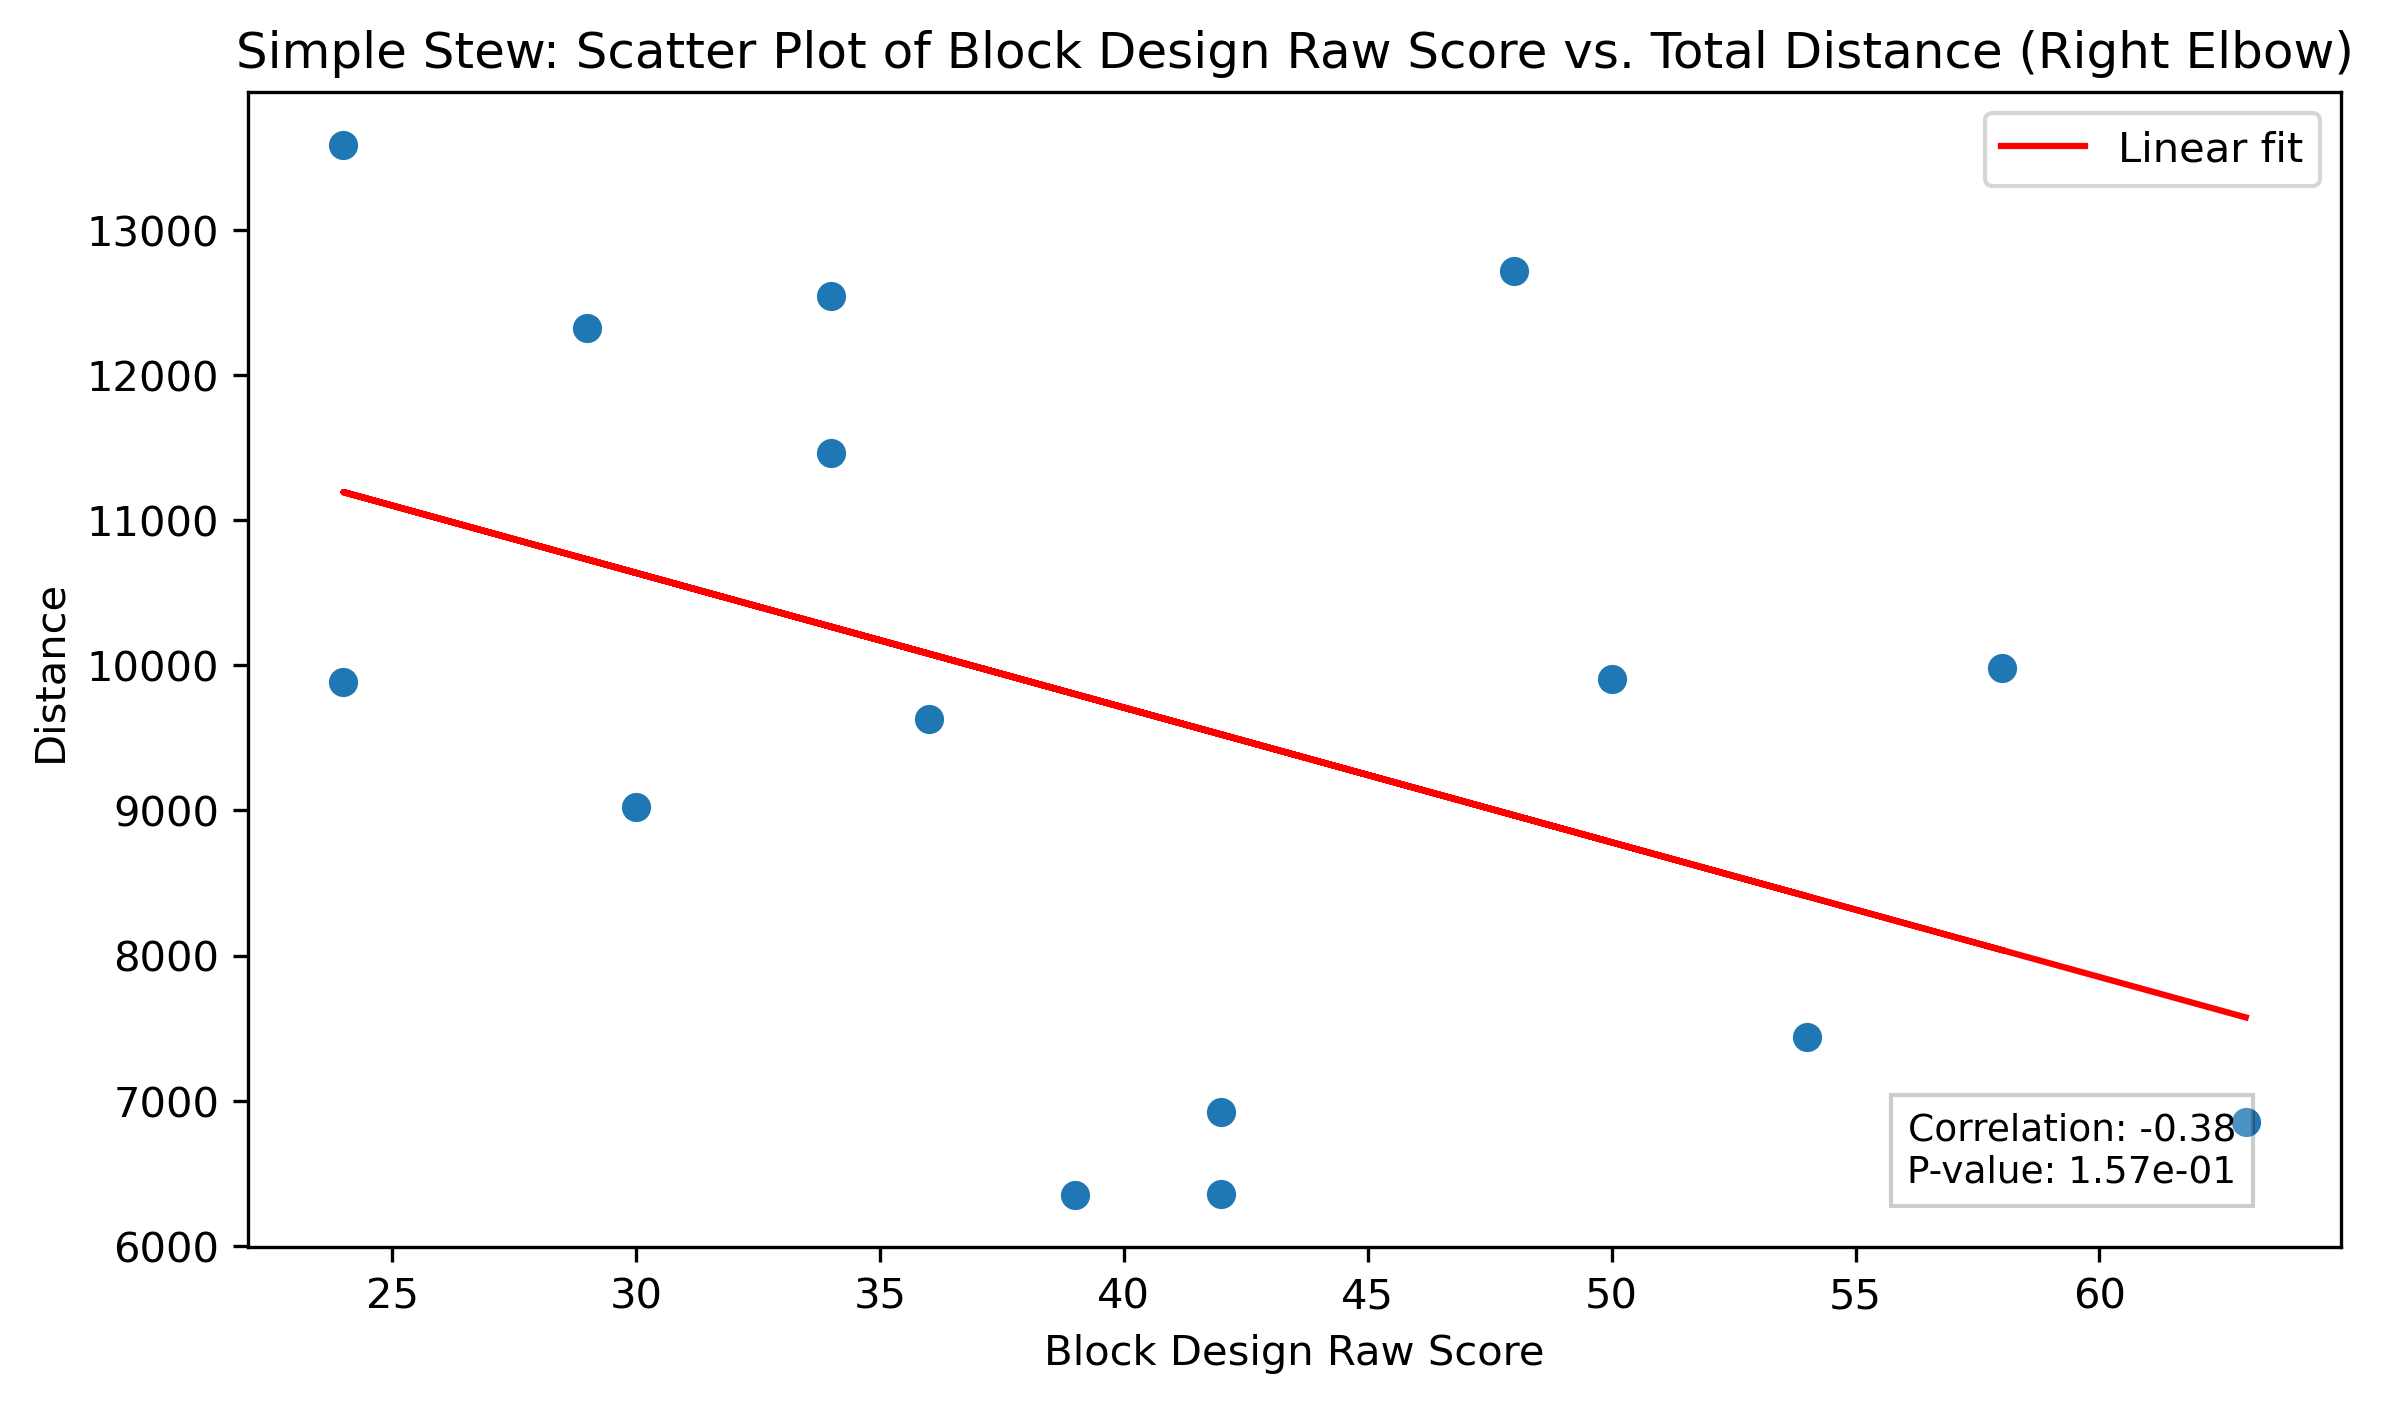 Simple Stew: Scatter Plot of Block Design Raw Score vs. Total Distance (Right Elbow)
Linear fit
13000
12000
11000
10000
9000
8000
7000
6000
Distance
Correlation: -0.38
P-value: 1.57e-01
25 30 35 40 45 50 55 60
Block Design Raw Score